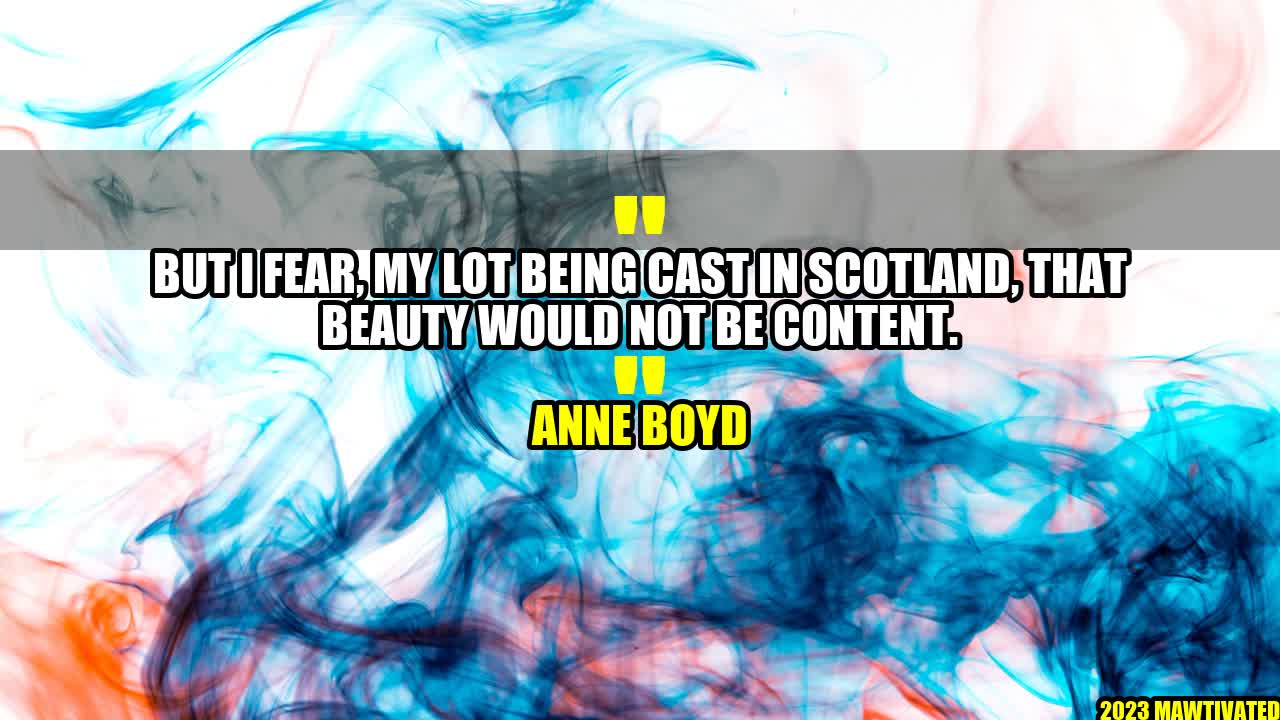 "
BUT I FEAR, MY LOT BEING CAST IN SCOTLAND, THAT
BEAUTY WOULD NOT BE CONTENT.
"
ANNE BOYD
2023 MAWTIVATED